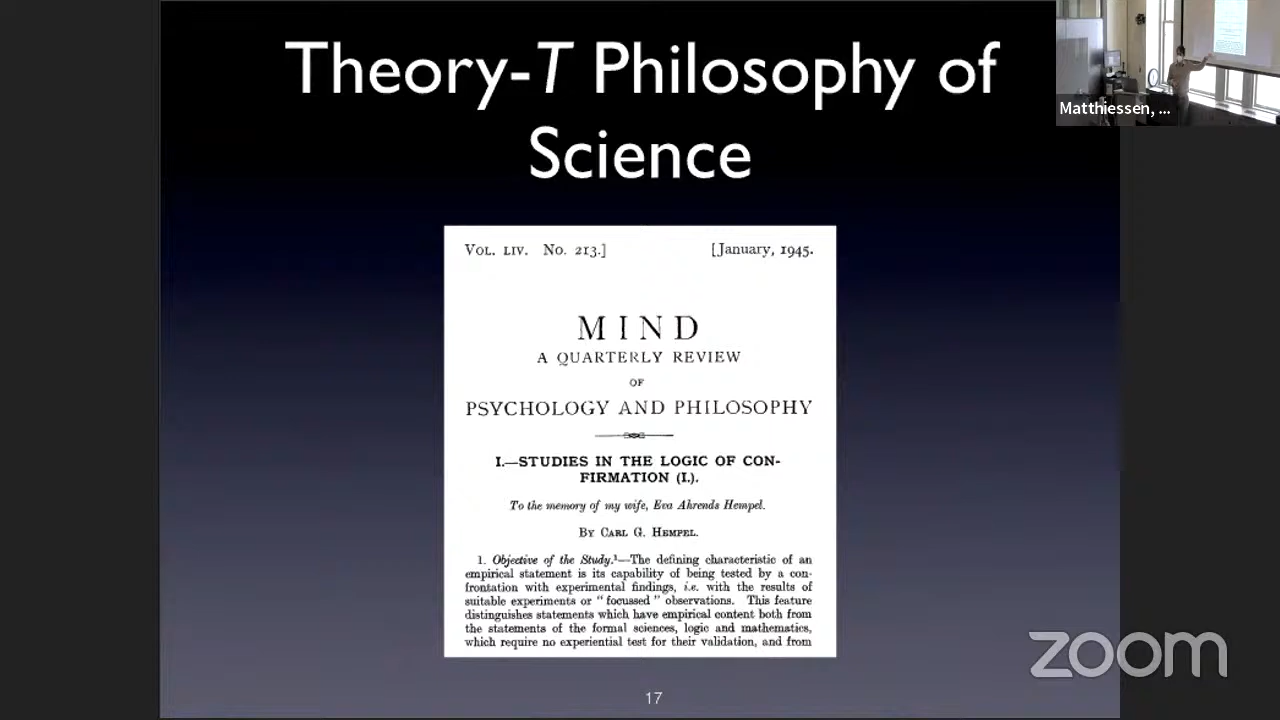 Theory-T Philosophy of
Science
Matthiessen, ...
VOL. LIV. No. 213.] [January, 1945.
MIND
A QUARTERLY REVIEW
OF
PSYCHOLOGY AND PHILOSOPHY
I.—STUDIES IN THE LOGIC OF CON-
FIRMATION (I.).
To the memory of my wife, Eva Ahrends Hempel.
BY CARL G. HEMPEL.
1. Objective of the Study.¹—The defining characteristic of an
empirical statement is its capability of being tested by a con-
frontation with experimental findings, i.e. with the results of
suitable experiments or "focussed" observations. This feature
distinguishes statements which have empirical content both from
the statements of the formal sciences, logic and mathematics,
which require no experiential test for their validation, and from
zoom
17